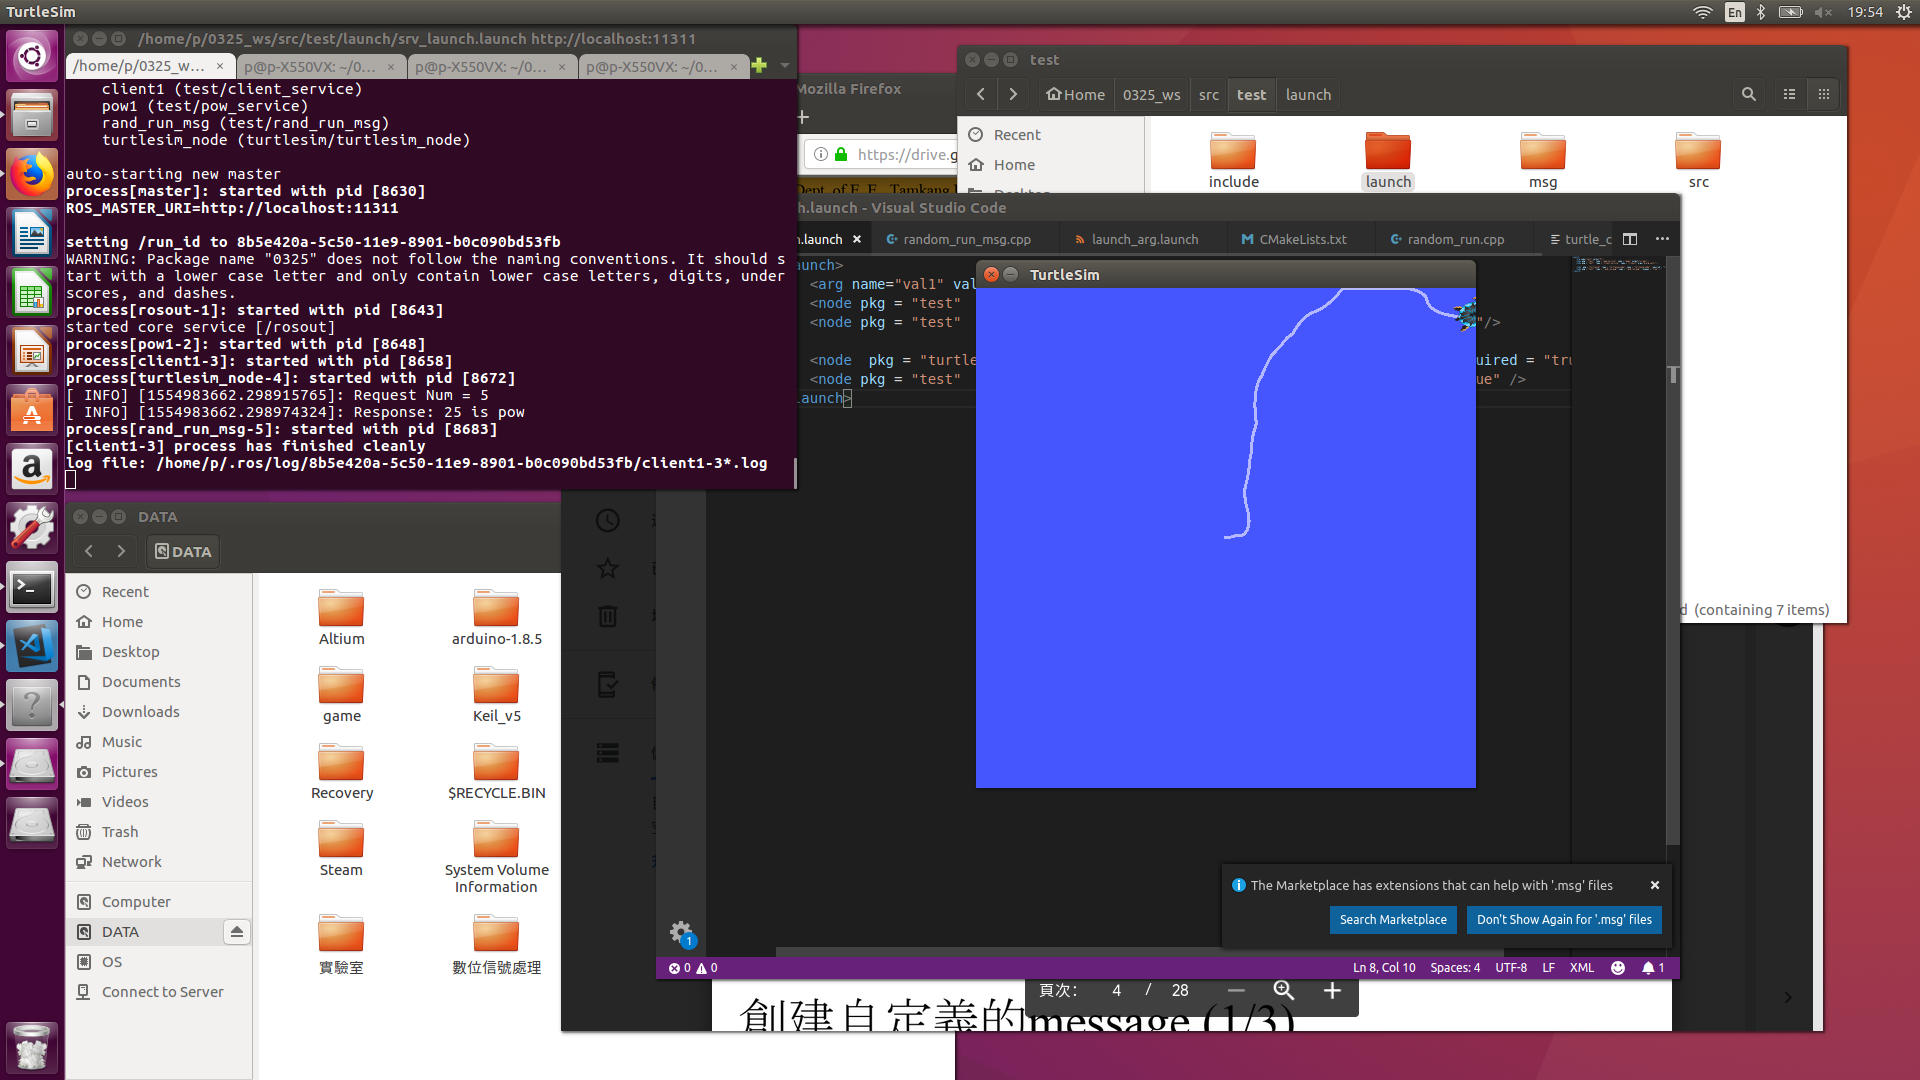 TurtleSim
En
19:54
/home/p/0325_ws/src/test/launch/srv_launch.launch http://localhost:11311
/home/p/0325_w... ×
p@p-X550VX: ~/0... ×
p@p-X550VX: ~/0... ×
p@p-X550VX: ~/0... ×
client1 (test/client_service)
pow1 (test/pow_service)
rand_run_msg (test/rand_run_msg)
turtlesim_node (turtlesim/turtlesim_node)
auto-starting new master
process[master]: started with pid [8630]
ROS_MASTER_URI=http://localhost:11311
setting /run_id to 8b5e420a-5c50-11e9-8901-b0c090bd53fb
WARNING: Package name "0325" does not follow the naming conventions. It should s
tart with a lower case letter and only contain lower case letters, digits, under
scores, and dashes.
process[rosout-1]: started with pid [8643]
started core service [/rosout]
process[pow1-2]: started with pid [8648]
process[client1-3]: started with pid [8658]
process[turtlesim_node-4]: started with pid [8672]
[ INFO] [1554983662.298915765]: Request Num = 5
[ INFO] [1554983662.298974324]: Response: 25 is pow
process[rand_run_msg-5]: started with pid [8683]
[client1-3] process has finished cleanly
log file: /home/p/.ros/log/8b5e420a-5c50-11e9-8901-b0c090bd53fb/client1-3*.log
Mozilla Firefox
https://drive.g
Dept. of E. E., Tamkang
test
Home
0325_ws
src
test
launch
Recent
Home
Desktop
include
launch
msg
src
d (containing 7 items)
h.launch - Visual Studio Code
n.launch ×
random_run_msg.cpp
launch_arg.launch
CMakeLists.txt
random_run.cpp
turtle_c
aunch>
<arg name="val1" val
<node pkg = "test"
<node pkg = "test"
"/>
<node pkg = "turtle
uired = "tru
<node pkg = "test"
ue" />
launch>
TurtleSim
The Marketplace has extensions that can help with '.msg' files
Search Marketplace
Don't Show Again for '.msg' files
1
0
0
Ln 8, Col 10
Spaces: 4
UTF-8
LF
XML
1
頁次:
4 / 28
創建自定義的message (1/3)
DATA
DATA
Recent
Home
Desktop
Documents
Downloads
Music
Pictures
Videos
Trash
Network
Computer
DATA
OS
Connect to Server
Altium
arduino-1.8.5
game
Keil_v5
Recovery
$RECYCLE.BIN
Steam
System Volume
Information
實驗室
數位信號處理